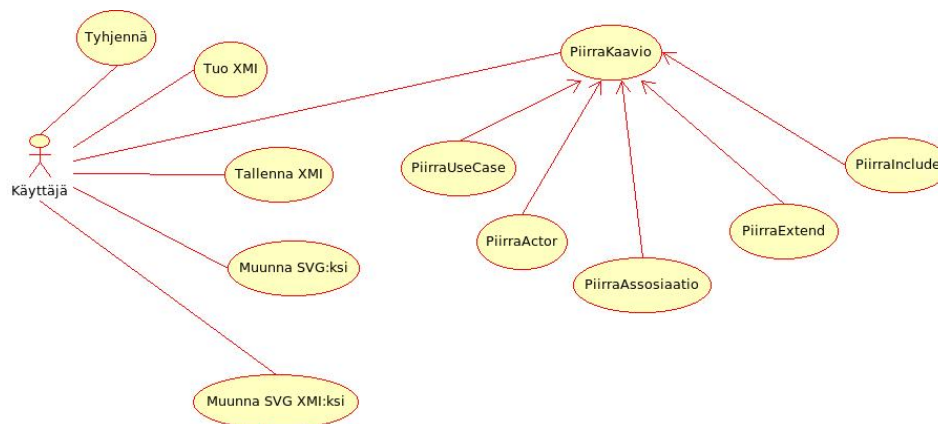 Tyhjennä
PiirraKaavio
Tuo XMI
PiirraUseCase
PiirraInclude
Tallenna XMI
Käyttäjä
PiirraExtend
PiirraActor
Muunna SVG:ksi
PiirraAssosiaatio
Muunna SVG XMI:ksi